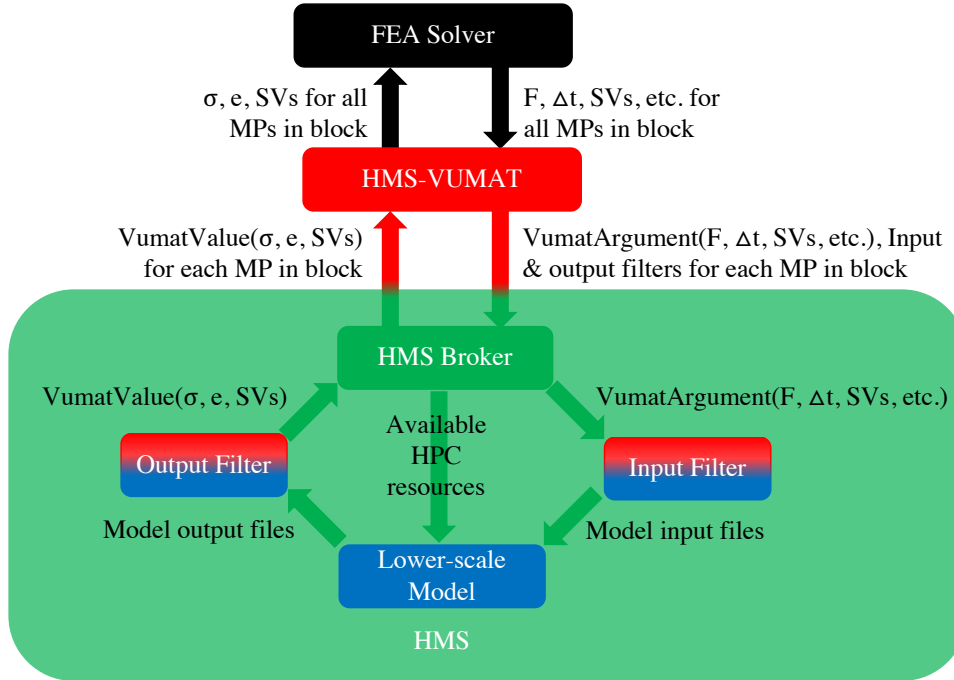 FEA Solver
σ, e, SVs for all
MPs in block
F, Δt, SVs, etc. for
all MPs in block
HMS-VUMAT
VumatValue(σ, e, SVs)
for each MP in block
VumatArgument(F, Δt, SVs, etc.), Input
& output filters for each MP in block
HMS Broker
VumatValue(σ, e, SVs)
VumatArgument(F, Δt, SVs, etc.)
Available
HPC
resources
Output Filter
Input Filter
Model output files
Model input files
Lower-scale
Model
HMS